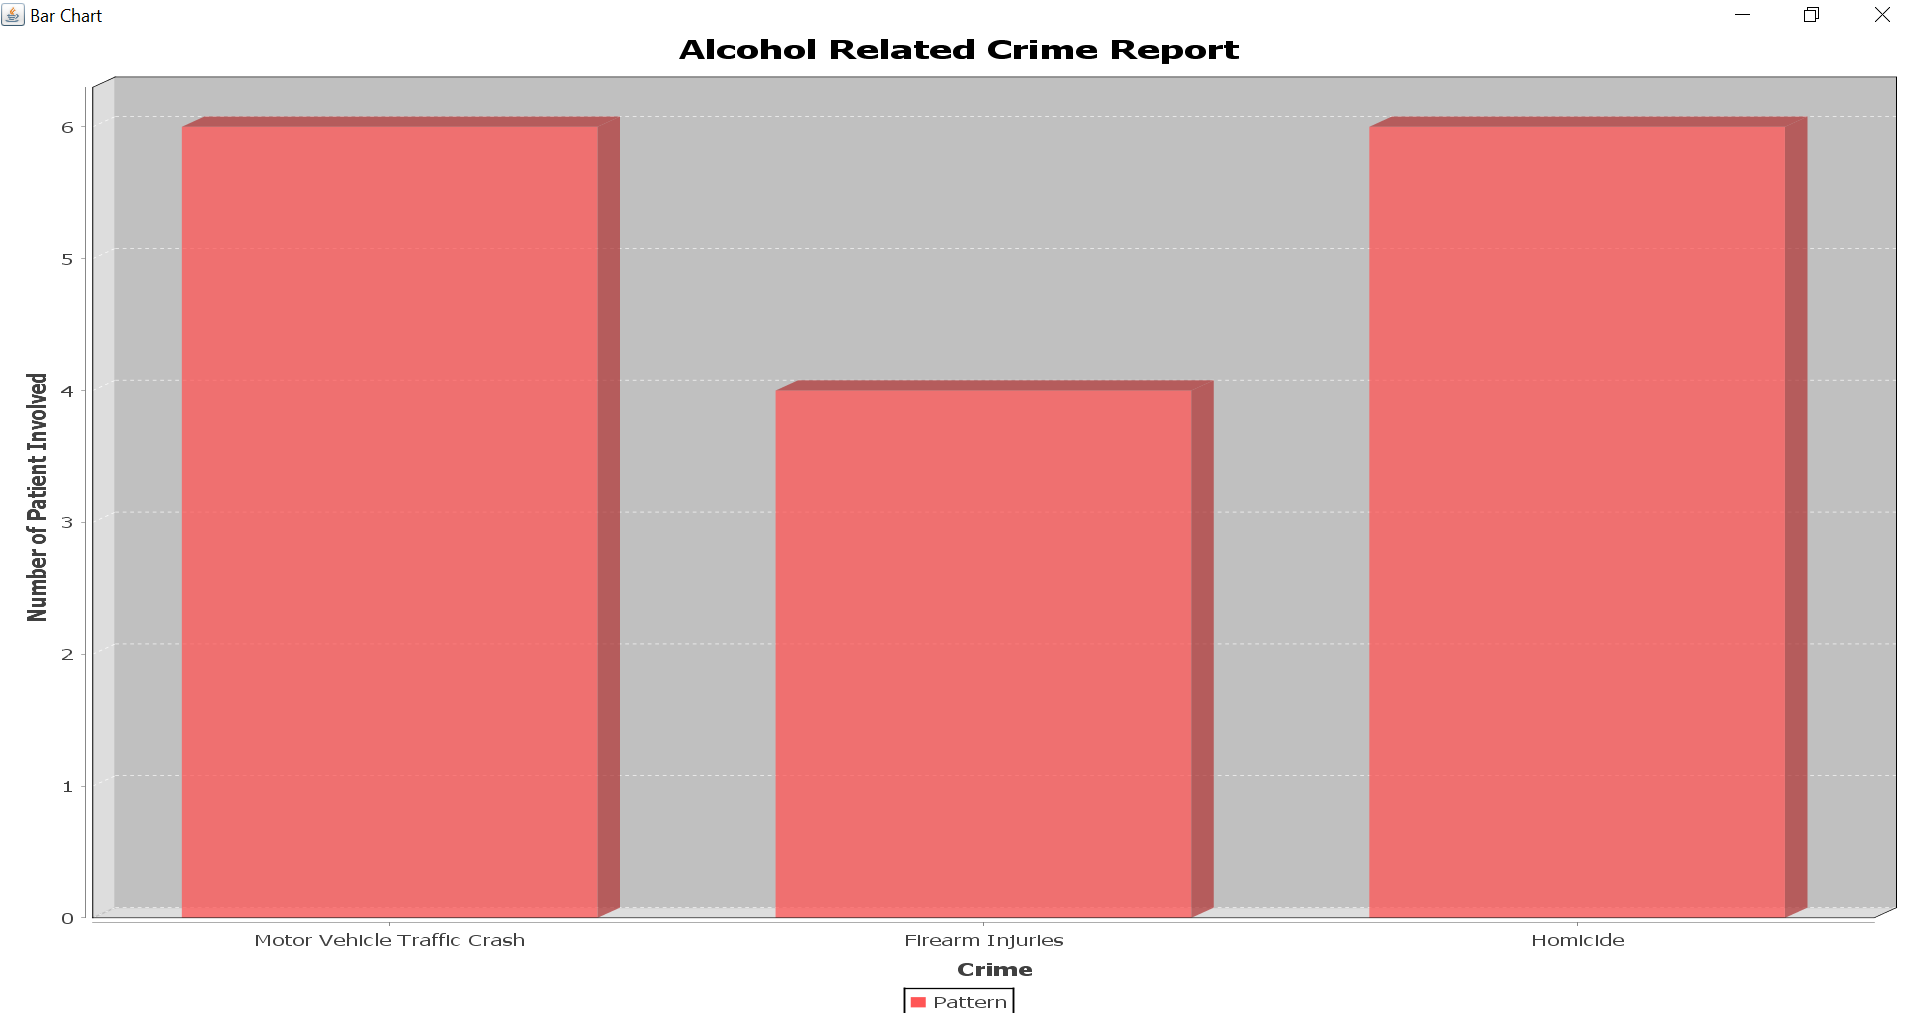 Bar Chart
Alcohol Related Crime Report
Number of Patient Involved
6
5
4
3
2
1
0
Motor Vehicle Traffic Crash
Firearm Injuries
Homicide
Crime
Pattern